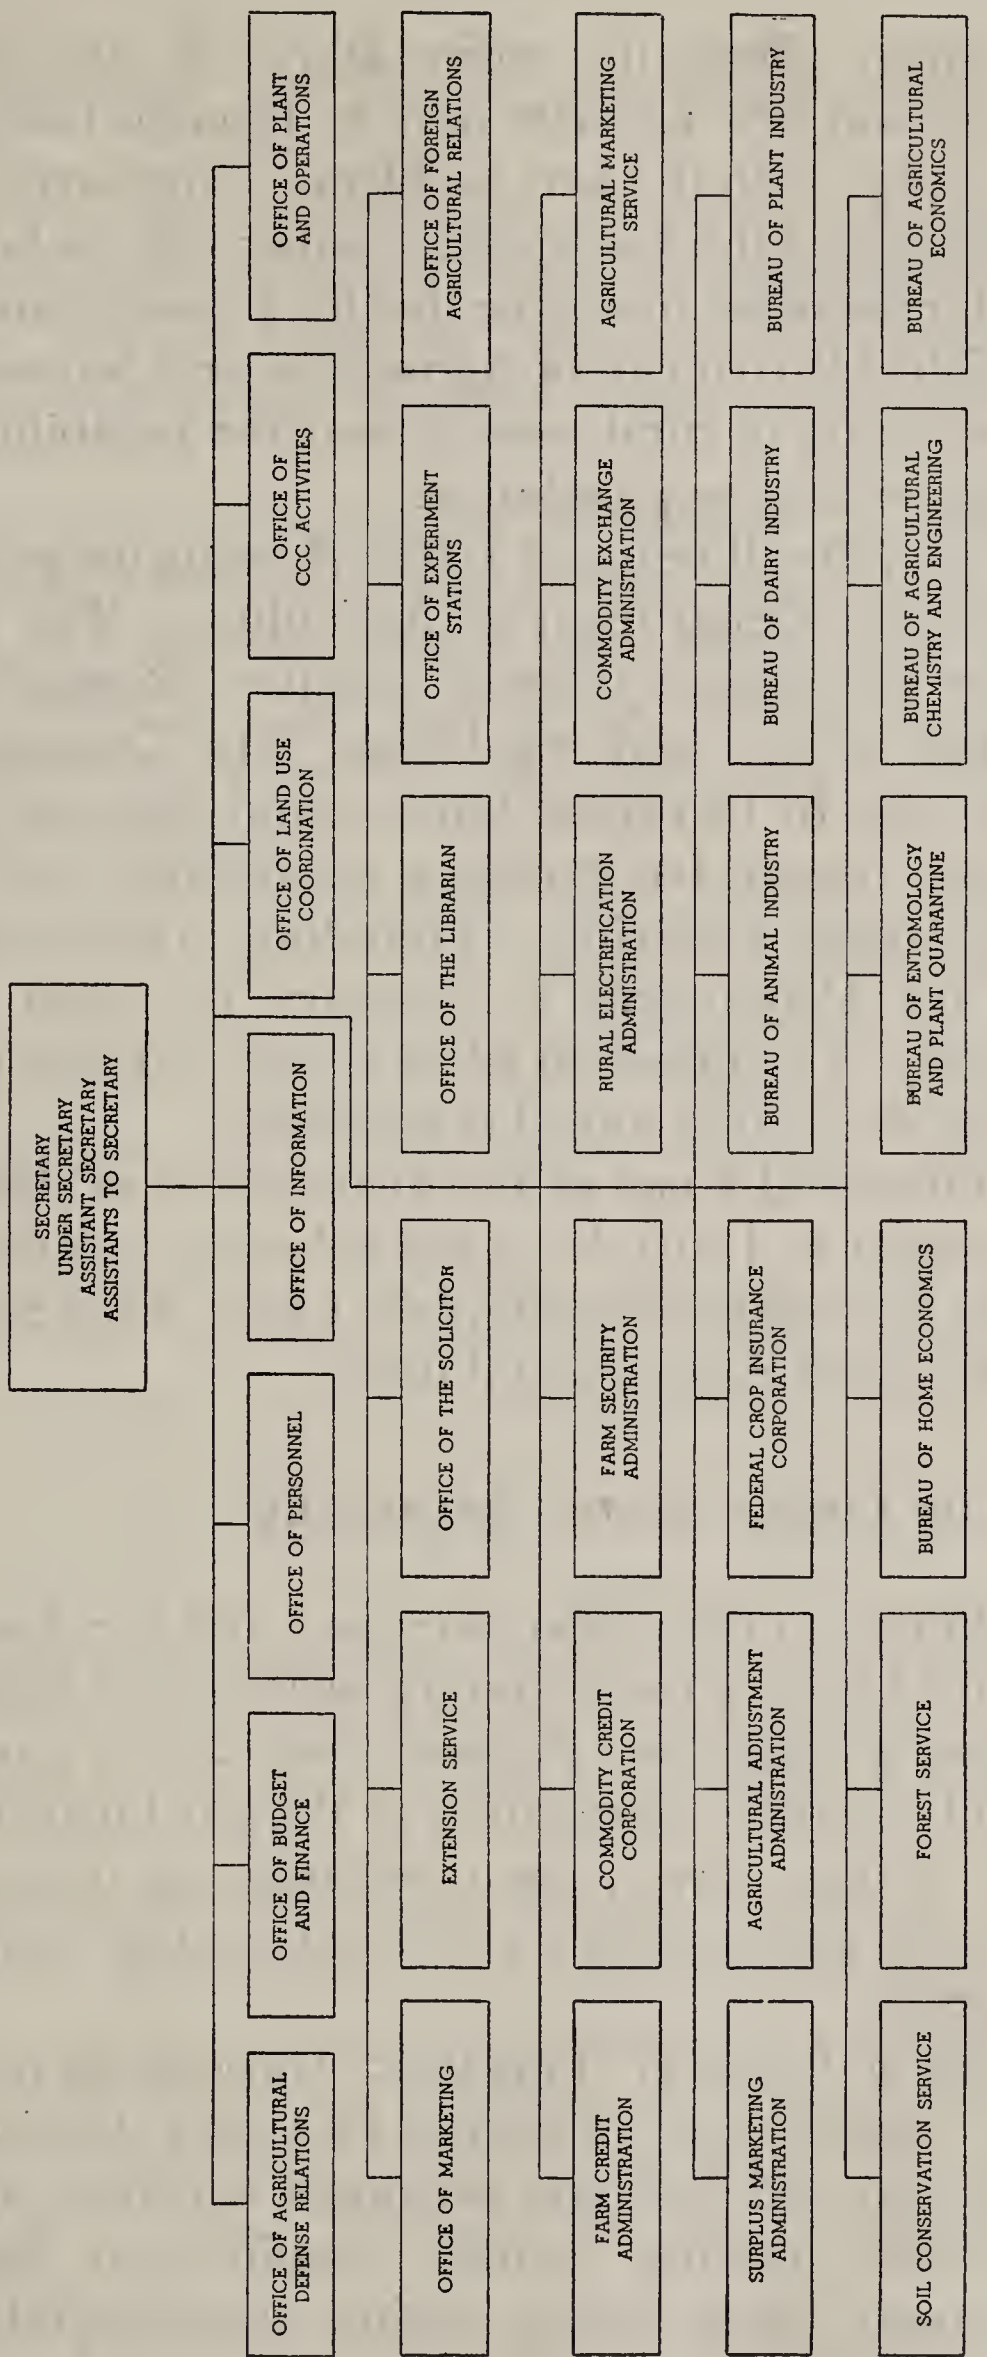 SECRETARY
UNDER SECRETARY
ASSISTANT SECRETARY
ASSISTANTS TO SECRETARY
OFFICE OF AGRICULTURAL
DEFENSE RELATIONS
OFFICE OF BUDGET
AND FINANCE
OFFICE OF PERSONNEL
OFFICE OF INFORMATION
OFFICE OF LAND USE
COORDINATION
OFFICE OF
CCC ACTIVITIES
OFFICE OF PLANT
AND OPERATIONS
OFFICE OF MARKETING
EXTENSION SERVICE
OFFICE OF THE SOLICITOR
OFFICE OF THE LIBRARIAN
OFFICE OF EXPERIMENT
STATIONS
OFFICE OF FOREIGN
AGRICULTURAL RELATIONS
FARM CREDIT
ADMINISTRATION
COMMODITY CREDIT
CORPORATION
FARM SECURITY
ADMINISTRATION
RURAL ELECTRIFICATION
ADMINISTRATION
COMMODITY EXCHANGE
ADMINISTRATION
AGRICULTURAL MARKETING
SERVICE
SURPLUS MARKETING
ADMINISTRATION
AGRICULTURAL ADJUSTMENT
ADMINISTRATION
FEDERAL CROP INSURANCE
CORPORATION
BUREAU OF ANIMAL INDUSTRY
BUREAU OF DAIRY INDUSTRY
BUREAU OF PLANT INDUSTRY
SOIL CONSERVATION SERVICE
FOREST SERVICE
BUREAU OF HOME ECONOMICS
BUREAU OF ENTOMOLOGY
AND PLANT QUARANTINE
BUREAU OF AGRICULTURAL
CHEMISTRY AND ENGINEERING
BUREAU OF AGRICULTURAL
ECONOMICS